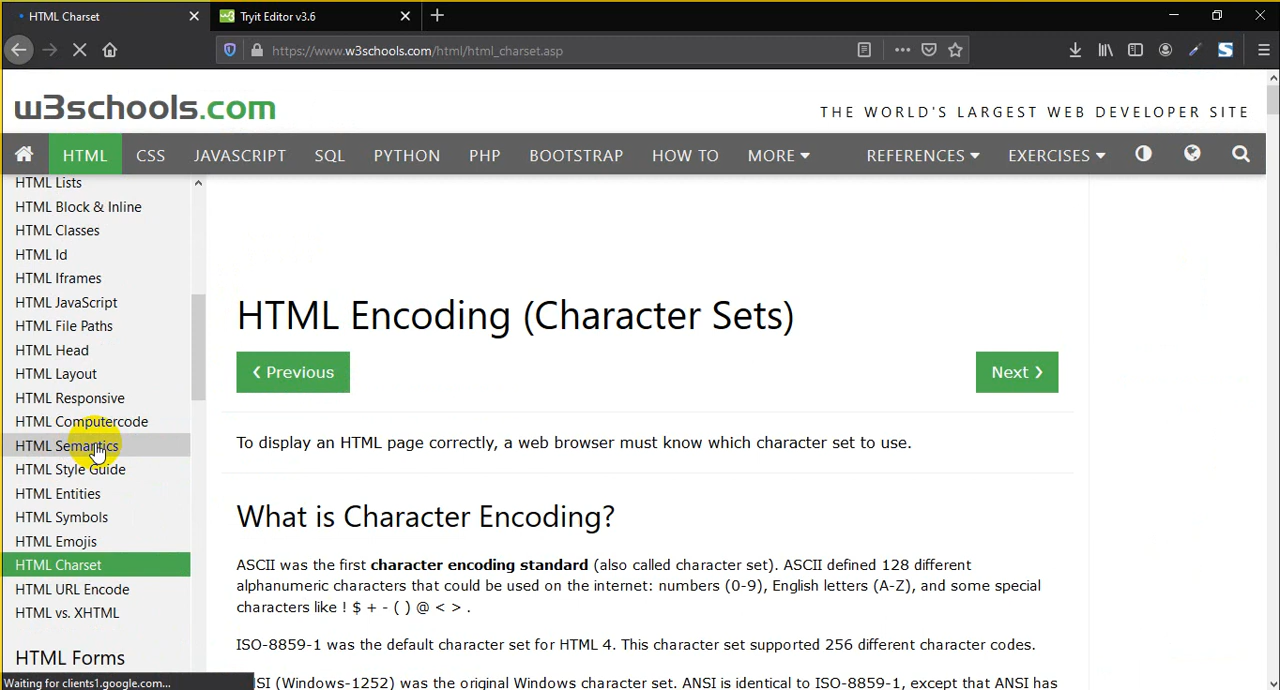 HTML Charset
Tryit Editor v3.6
https://www.w3schools.com/html/html_charset.asp
w3schools.com
THE WORLD'S LARGEST WEB DEVELOPER SITE
HTML CSS JAVASCRIPT SQL PYTHON PHP BOOTSTRAP HOW TO MORE REFERENCES EXERCISES
HTML Lists
HTML Block & Inline
HTML Classes
HTML Id
HTML Iframes
HTML JavaScript
HTML File Paths
HTML Head
HTML Layout
HTML Responsive
HTML Computercode
HTML Semantics
HTML Style Guide
HTML Entities
HTML Symbols
HTML Emojis
HTML Charset
HTML URL Encode
HTML vs. XHTML
HTML Forms
Waiting for clients1.google.com...
HTML Encoding (Character Sets)
❮ Previous
Next ❯
To display an HTML page correctly, a web browser must know which character set to use.
What is Character Encoding?
ASCII was the first character encoding standard (also called character set). ASCII defined 128 different
alphanumeric characters that could be used on the internet: numbers (0-9), English letters (A-Z), and some special
characters like ! $ + - ( ) @ < > .
ISO-8859-1 was the default character set for HTML 4. This character set supported 256 different character codes.
SI (Windows-1252) was the original Windows character set. ANSI is identical to ISO-8859-1, except that ANSI has